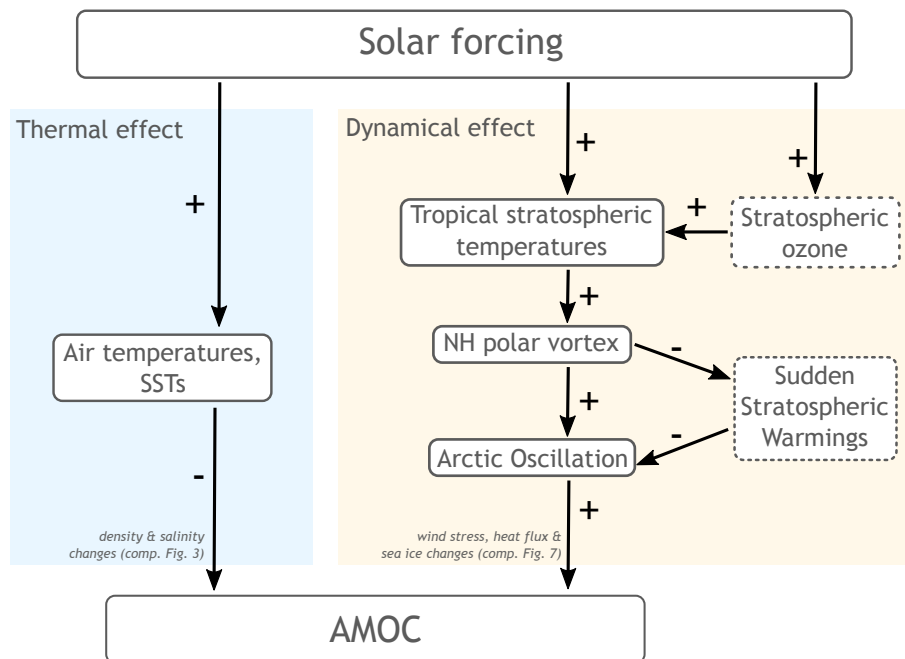 Solar forcing
Thermal effect
Dynamical effect
+
+
+
Tropical stratospheric
temperatures
+
Stratospheric
ozone
+
Air temperatures,
SSTs
NH polar vortex
-
Sudden
Stratospheric
Warmings
+
-
Arctic Oscillation
-
+
density & salinity
changes (comp. Fig. 3)
wind stress, heat flux &
sea ice changes (comp. Fig. 7)
AMOC